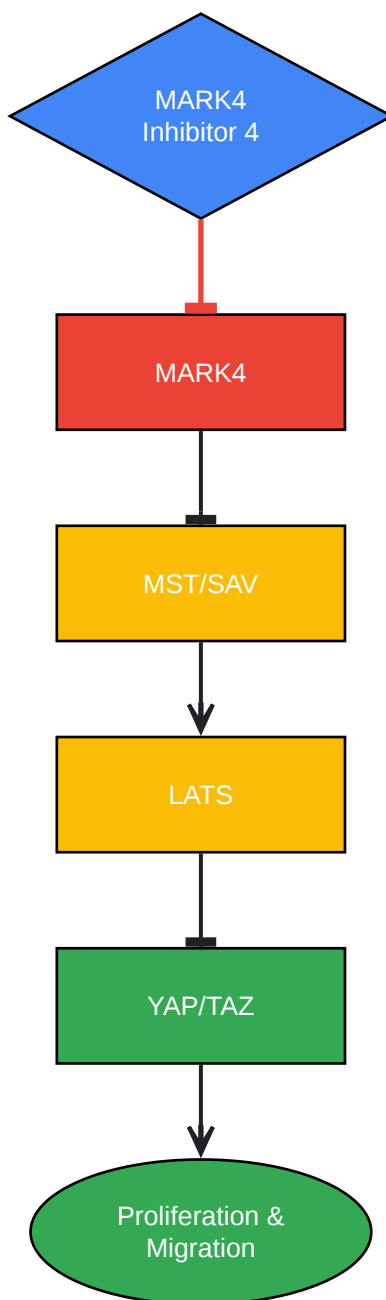 MARK4
Inhibitor 4
MARK4
MST/SAV
LATS
YAP/TAZ
Proliferation &
Migration